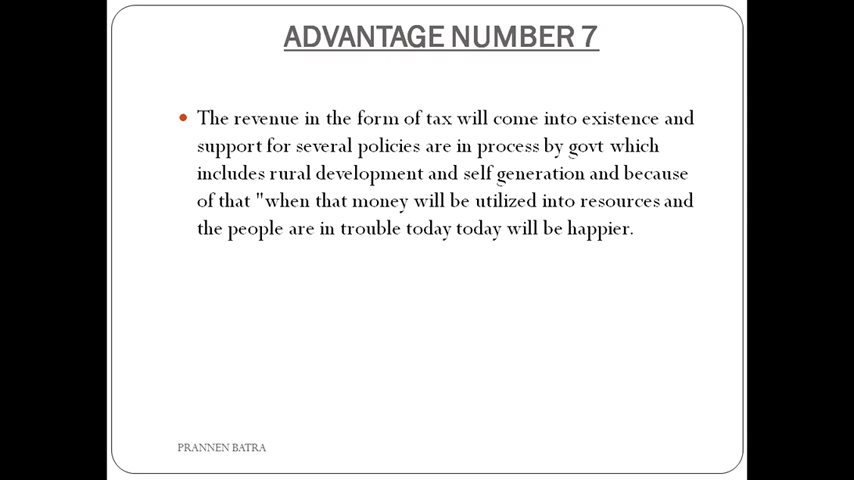 ADVANTAGE NUMBER 7
• The revenue in the form of tax will come into existence and
support for several policies are in process by govt which
includes rural development and self generation and because
of that "when that money will be utilized into resources and
the people are in trouble today today will be happier.
PRANNEN BATRA